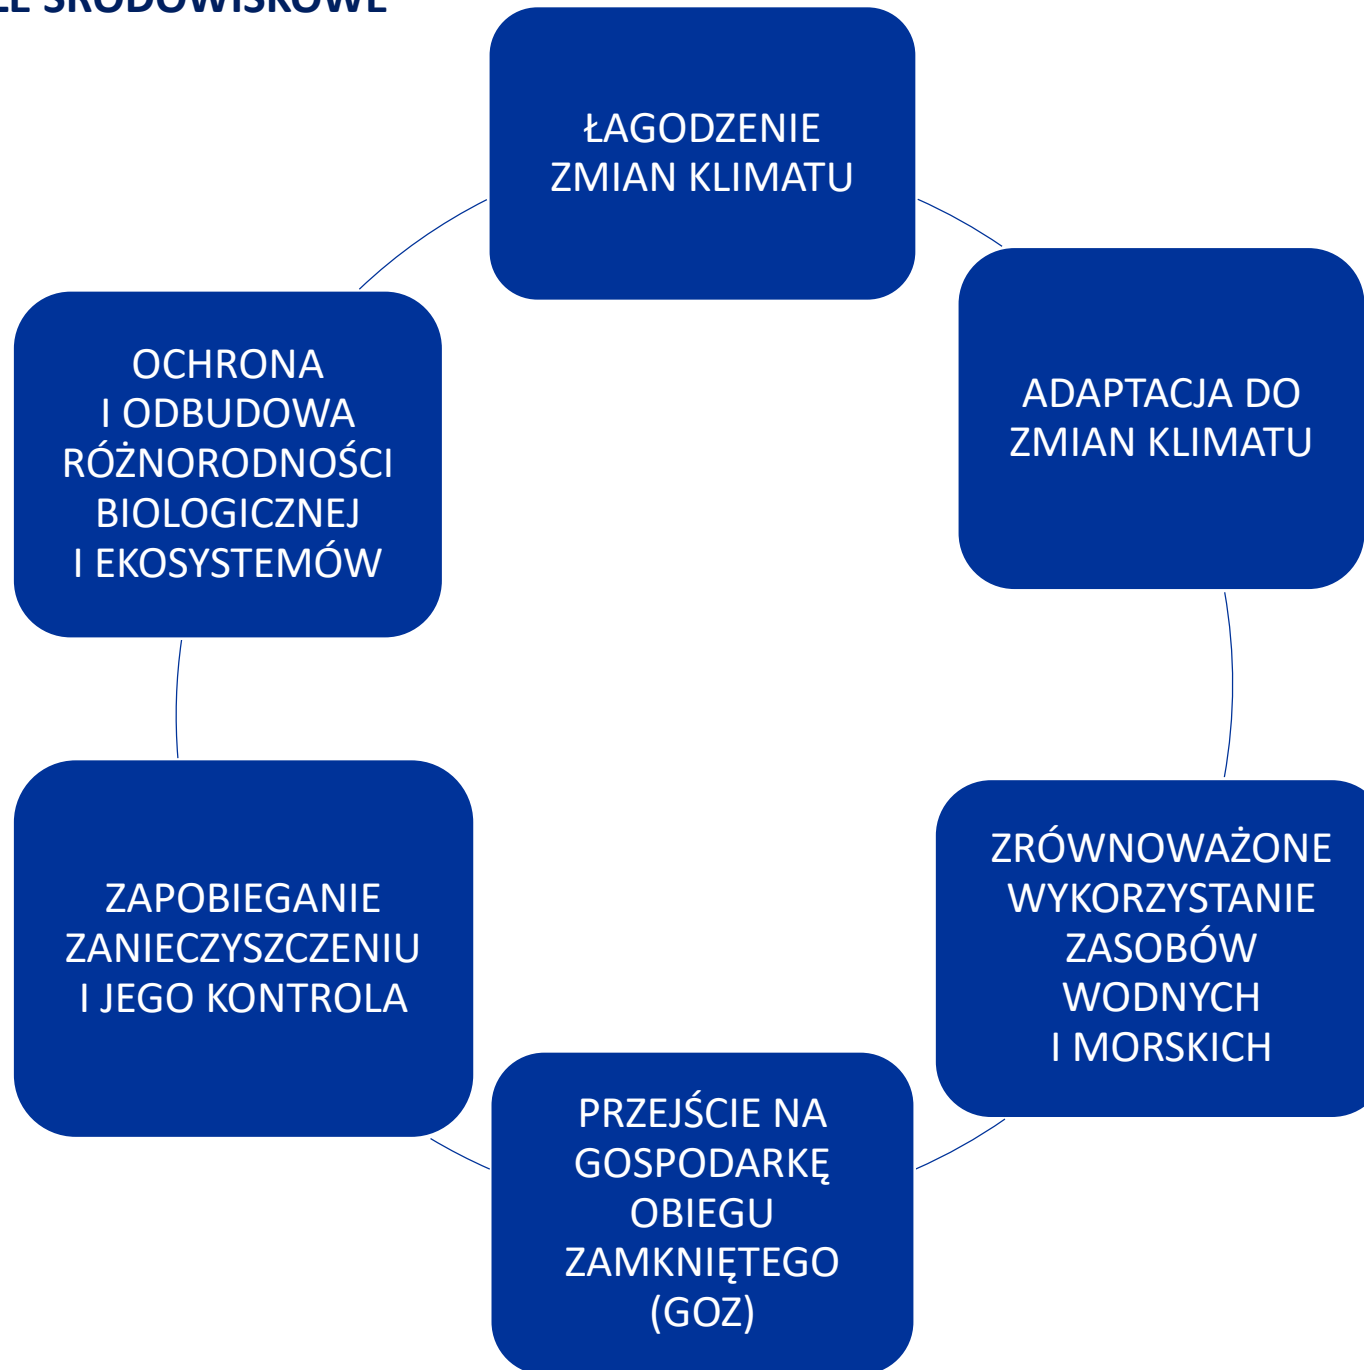 ŚRODOWISKOWE
ŁAGODZENIE
ZMIAN KLIMATU
ADAPTACJA DO
ZMIAN KLIMATU
ZRÓWNOWAŻONE
WYKORZYSTANIE
ZASOBÓW
WODNYCH
I MORSKICH
PRZEJŚCIE NA
GOSPODARKĘ
OBIEGU
ZAMKNIĘTEGO
(GOZ)
ZAPOBIEGANIE
ZANIECZYSZCZENIU
I JEGO KONTROLA
OCHRONA
I ODBUDOWA
RÓŻNORODNOŚCI
BIOLOGICZNEJ
I EKOSYSTEMÓW